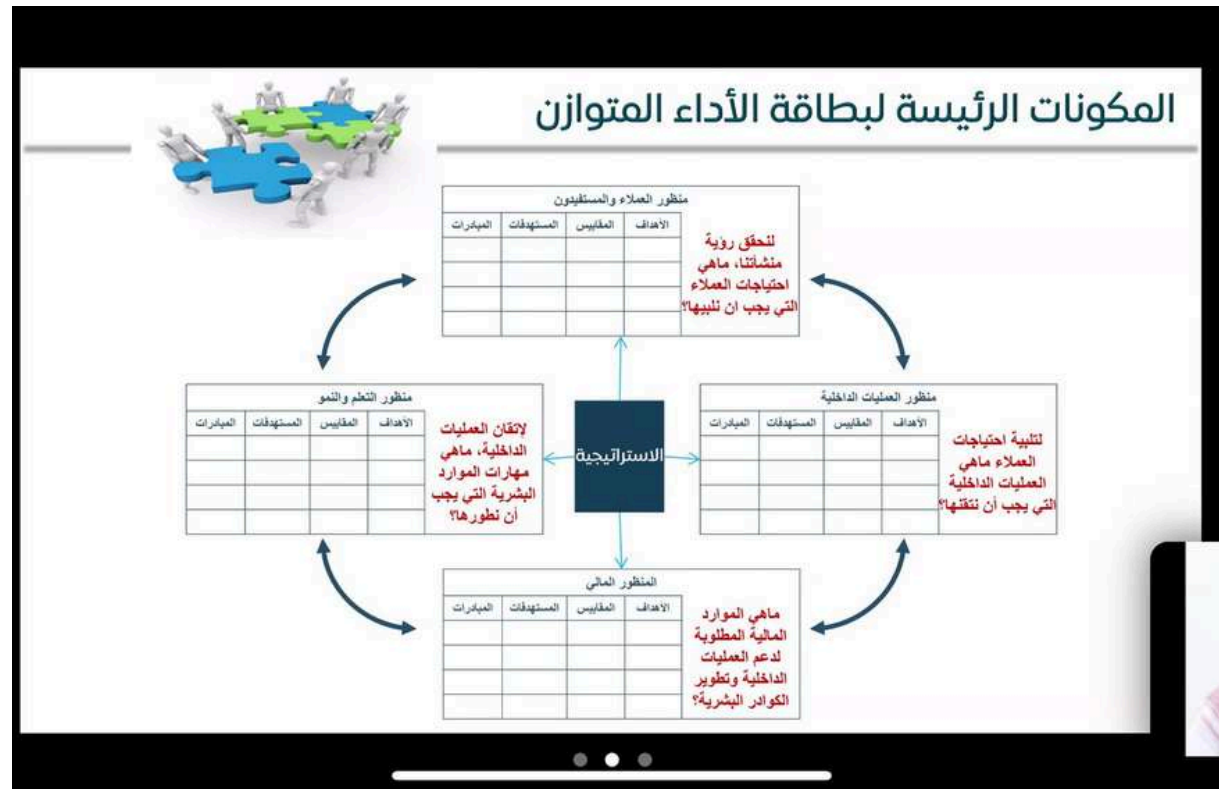 المكونات الرئيسة لبطاقة الأداء المتوازن
منظور العملاء والمستفيدون
الأهداف المقاييس المستهدفات المبادرات
لنحقق رؤية
منشأتنا، ماهي
احتياجات العملاء
التي يجب ان نلبيها؟
منظور العمليات الداخلية
الأهداف المقاييس المستهدفات المبادرات
لتلبية احتياجات
العملاء ماهي
العمليات الداخلية
التي يجب أن نتقنها؟
الاستراتيجية
منظور التعلم والنمو
الأهداف المقاييس المستهدفات المبادرات
لإتقان العمليات
الداخلية، ماهي
مهارات الموارد
البشرية التي يجب
أن نطورها؟
المنظور المالي
الأهداف المقاييس المستهدفات المبادرات
ماهي الموارد
المالية المطلوبة
لدعم العمليات
الداخلية وتطوير
الكوادر البشرية؟